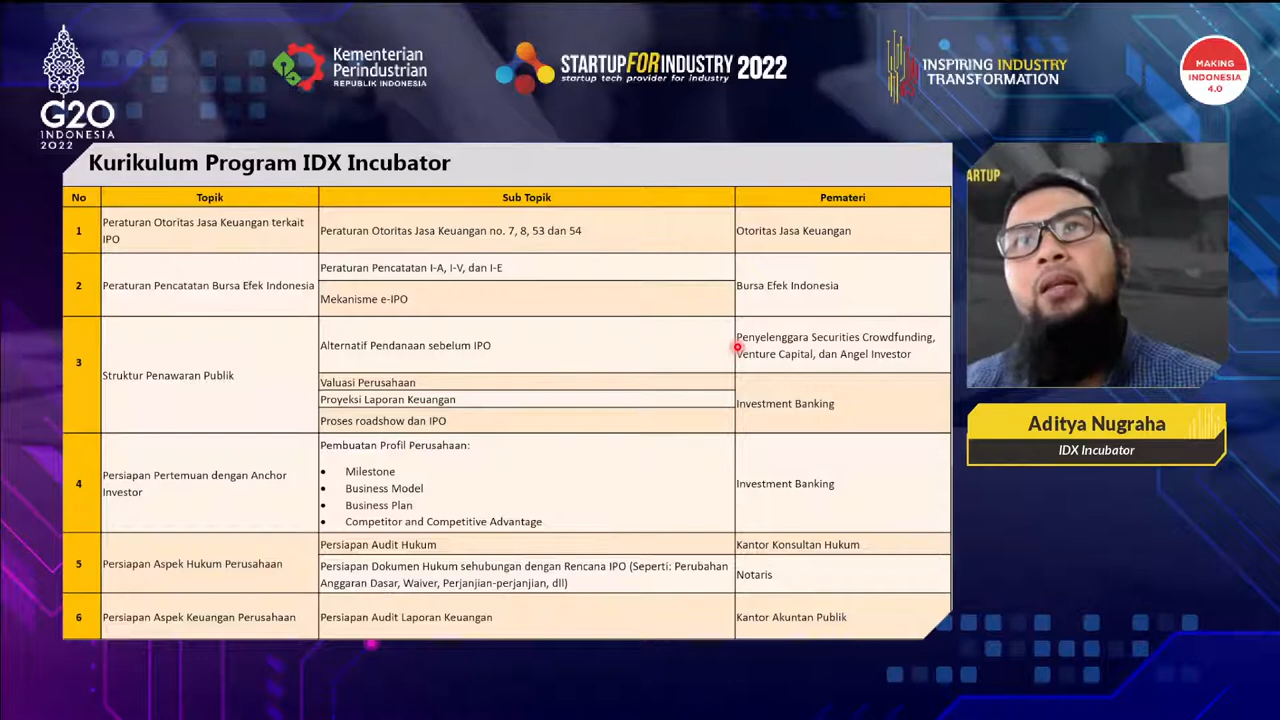 G20
INDONESIA
2022
Kementerian
Perindustrian
REPUBLIK INDONESIA
STARTUPFORINDUSTRY 2022
startup tech provider for industry
INSPIRING INDUSTRY
TRANSFORMATION
MAKING
INDONESIA
4.0
Kurikulum Program IDX Incubator
No Topik Sub Topik Pemateri
1 Peraturan Otoritas Jasa Keuangan terkait
IPO
Peraturan Otoritas Jasa Keuangan no. 7, 8, 53 dan 54
Otoritas Jasa Keuangan
2 Peraturan Pencatatan Bursa Efek Indonesia
Peraturan Pencatatan I-A, I-V, dan I-E
Mekanisme e-IPO
Bursa Efek Indonesia
3 Struktur Penawaran Publik
Alternatif Pendanaan sebelum IPO
Penyelenggara Securities Crowdfunding,
Venture Capital, dan Angel Investor
Valuasi Perusahaan
Proyeksi Laporan Keuangan
Proses roadshow dan IPO
Investment Banking
4 Persiapan Pertemuan dengan Anchor
Investor
Pembuatan Profil Perusahaan:
• Milestone
• Business Model
• Business Plan
• Competitor and Competitive Advantage
Investment Banking
5 Persiapan Aspek Hukum Perusahaan
Persiapan Audit Hukum
Kantor Konsultan Hukum
Persiapan Dokumen Hukum sehubungan dengan Rencana IPO (Seperti: Perubahan
Anggaran Dasar, Waiver, Perjanjian-perjanjian, dll)
Notaris
6 Persiapan Aspek Keuangan Perusahaan
Persiapan Audit Laporan Keuangan
Kantor Akuntan Publik
ARTUP
Aditya Nugraha
IDX Incubator